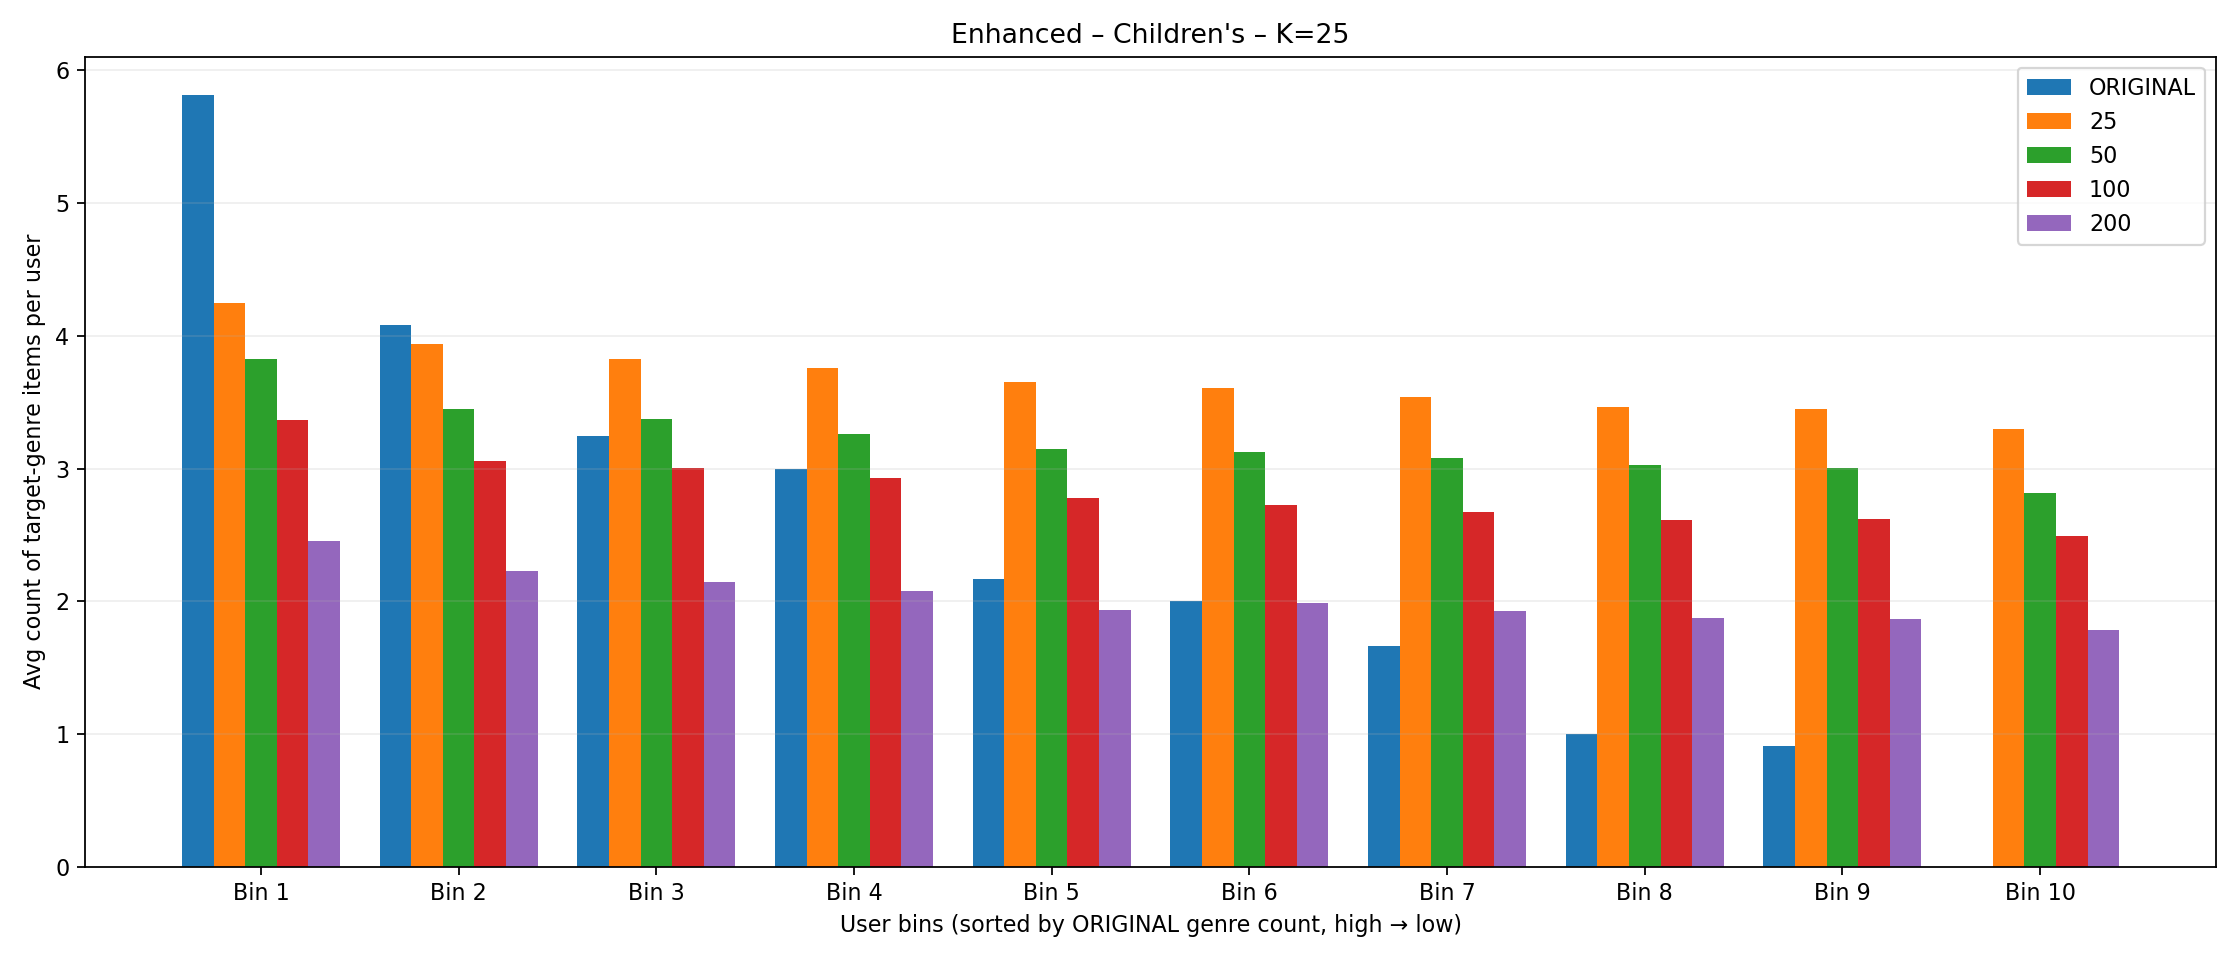 Enhanced – Children's – K=25
Avg count of target-genre items per user
6
5
4
3
2
1
0
ORIGINAL
25
50
100
200
Bin 1
Bin 2
Bin 3
Bin 4
Bin 5
Bin 6
Bin 7
Bin 8
Bin 9
Bin 10
User bins (sorted by ORIGINAL genre count, high → low)